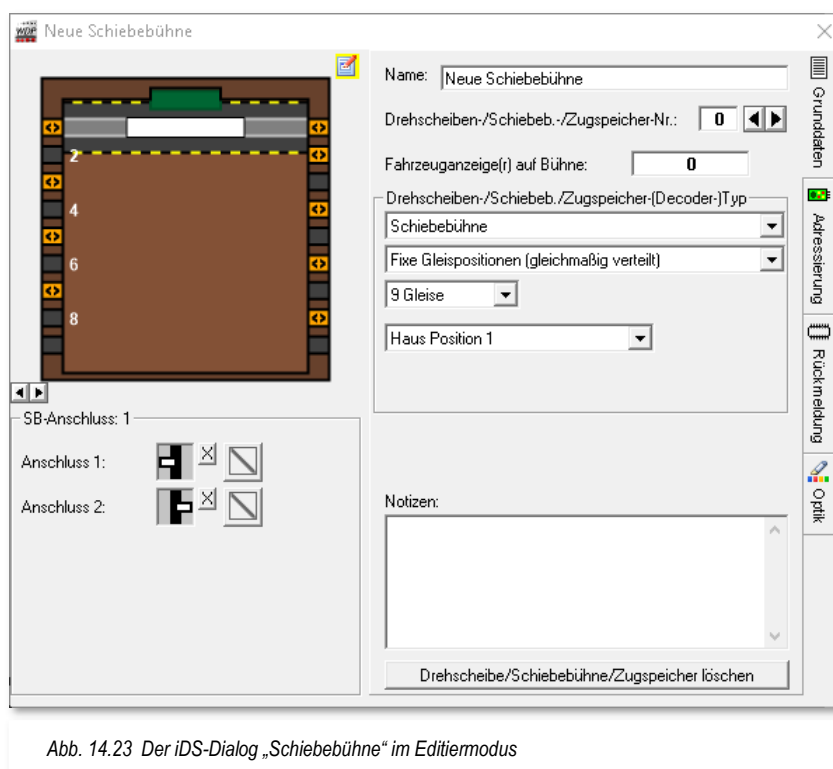 WDP Neue Schiebebühne
2
4
6
8
SB-Anschluss: 1
Anschluss 1: X
Anschluss 2: X
Name: Neue Schiebebühne
Drehscheiben-/Schiebeb.-/Zugspeicher-Nr.: 0
Fahrzeuganzeige(r) auf Bühne: 0
Drehscheiben-/Schiebeb./Zugspeicher-(Decoder-)Typ
Schiebebühne
Fixe Gleispositionen (gleichmäßig verteilt)
9 Gleise
Haus Position 1
Notizen:
Drehscheibe/Schiebebühne/Zugspeicher löschen
Grunddaten
Adressierung
Rückmeldung
Optik
Abb. 14.23 Der iDS-Dialog „Schiebebühne“ im Editiermodus